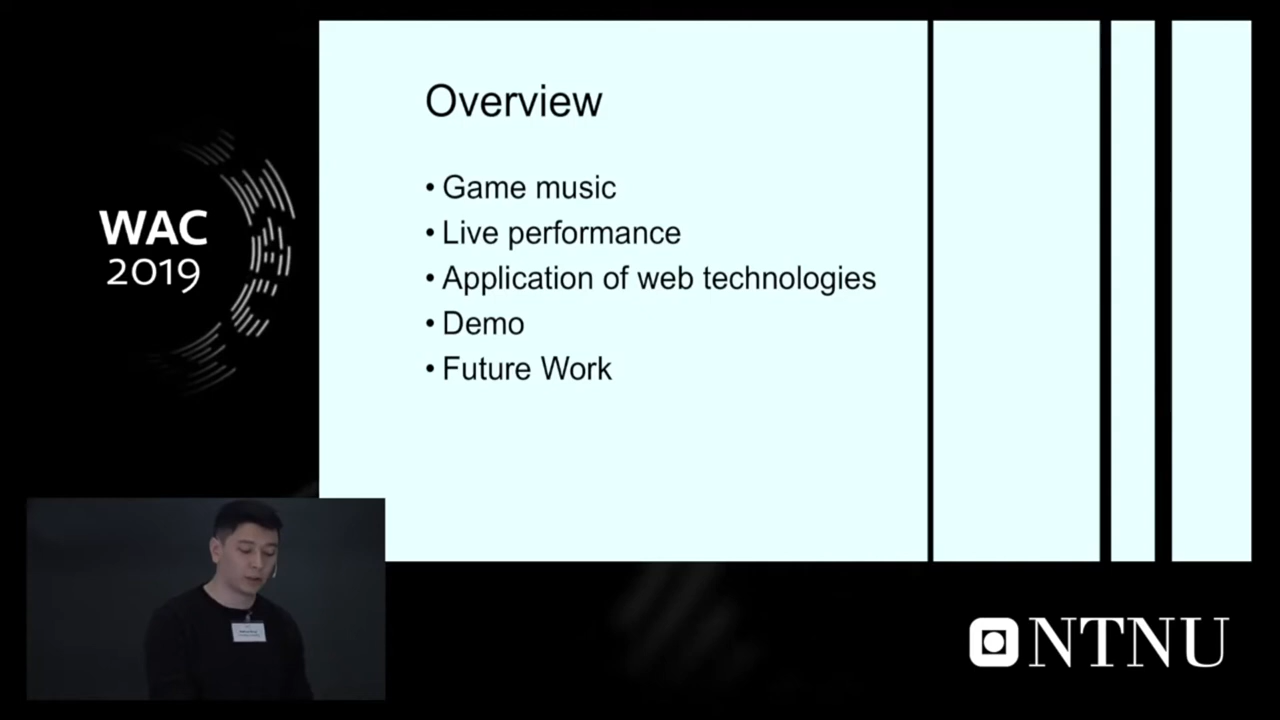 Overview
• Game music
• Live performance
• Application of web technologies
• Demo
• Future Work
WAC
2019
NTNU